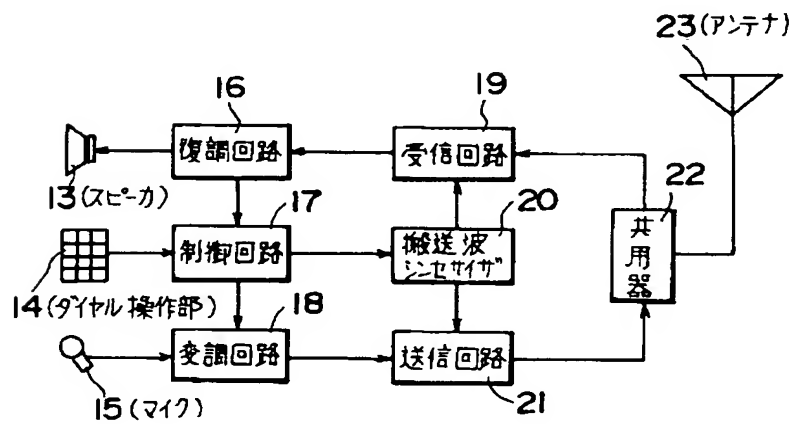 23(アンテナ)
16
19
復調回路
受信回路
13(スピーカ)
17
20
22
制御回路
搬送波
シンセサイザ
共用器
14(ダイヤル操作部)
18
変調回路
送信回路
15(マイク)
21